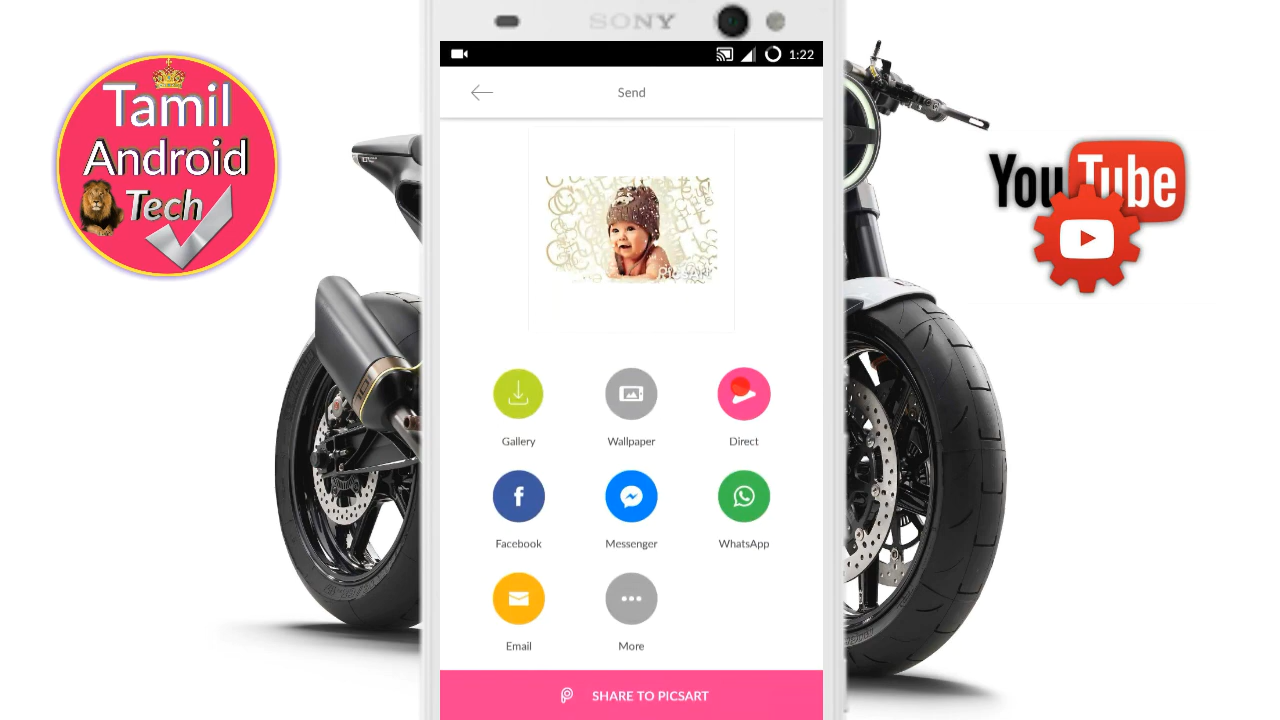 SONY
1:22
Send
Tamil
Android
Tech
YouTube
PICSART
Gallery
Wallpaper
Direct
Facebook
Messenger
WhatsApp
Email
More
SHARE TO PICSART